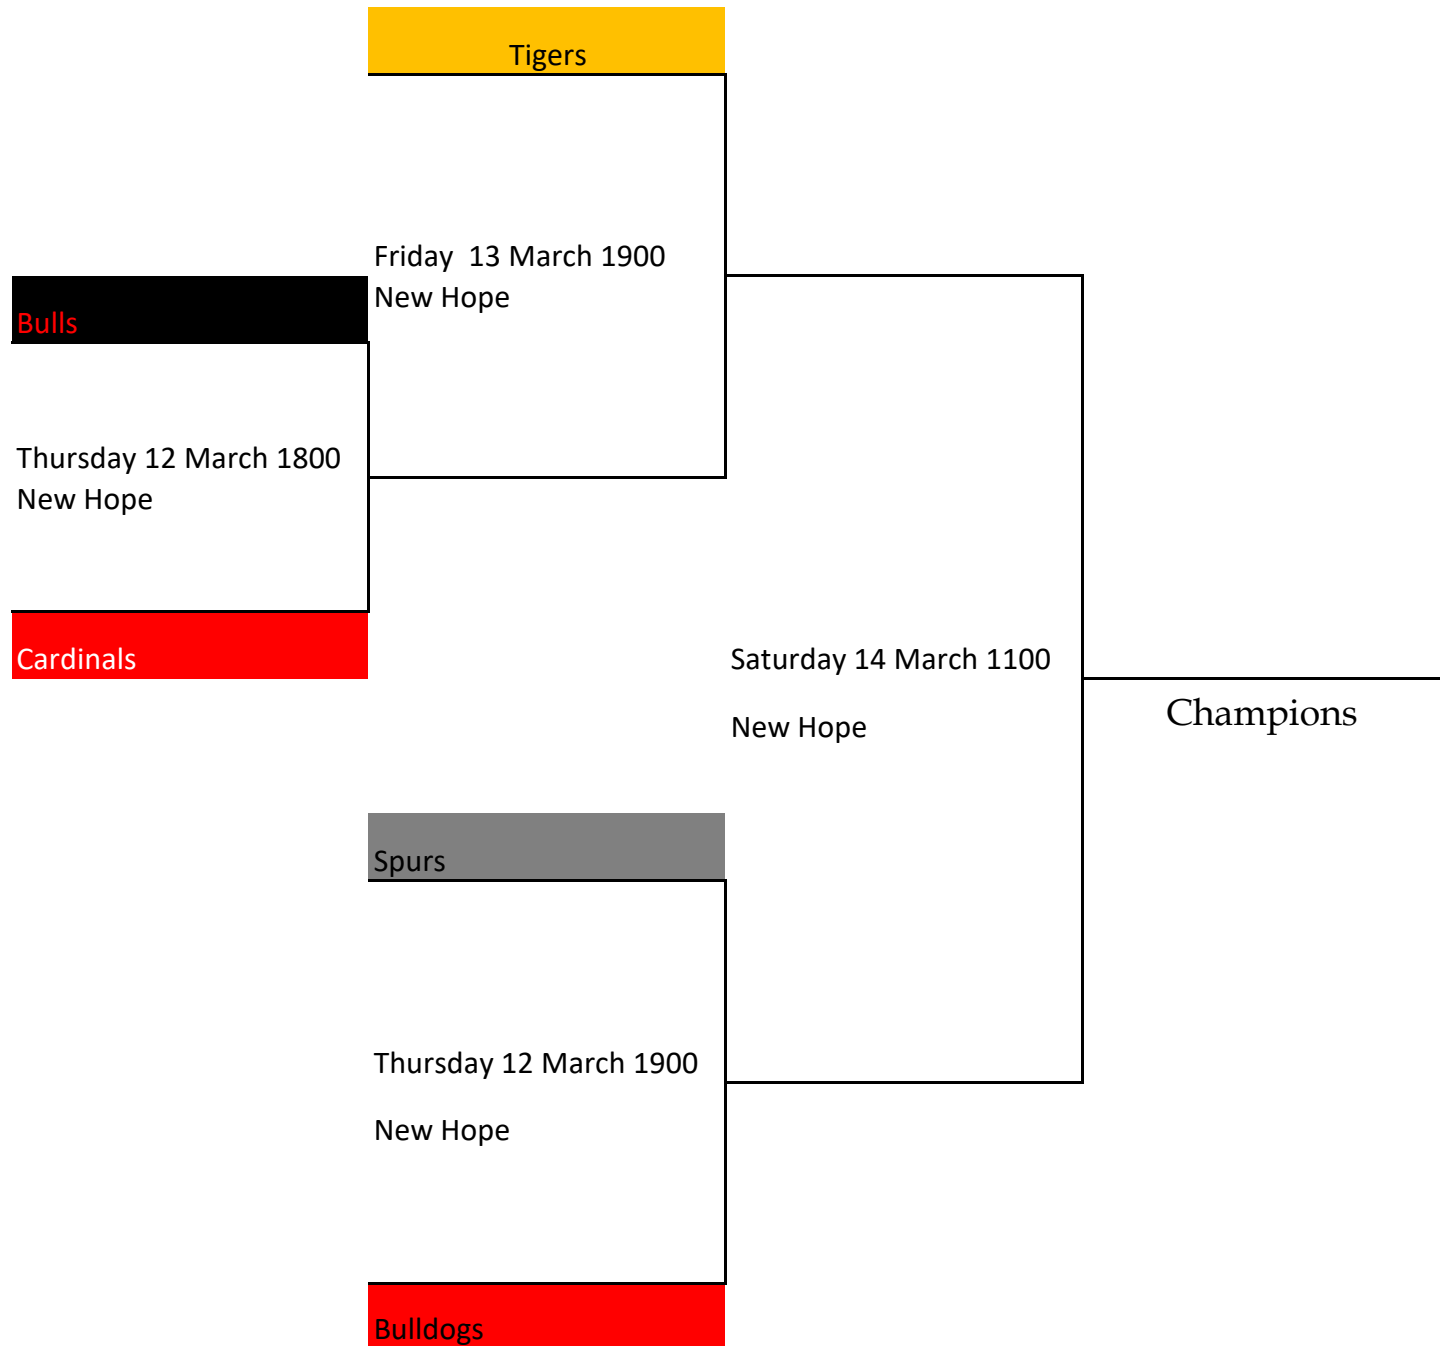 Tigers
Friday  13 March 1900
New Hope
Bulls
Thursday 12 March 1800
New Hope
Cardinals
Saturday 14 March 1100
New Hope
Champions
Spurs
Thursday 12 March 1900
New Hope
Bulldogs